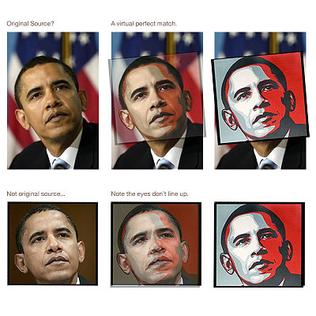 Original Source?
A virtual perfect match.
Not original source...
Note the eyes don't line up.